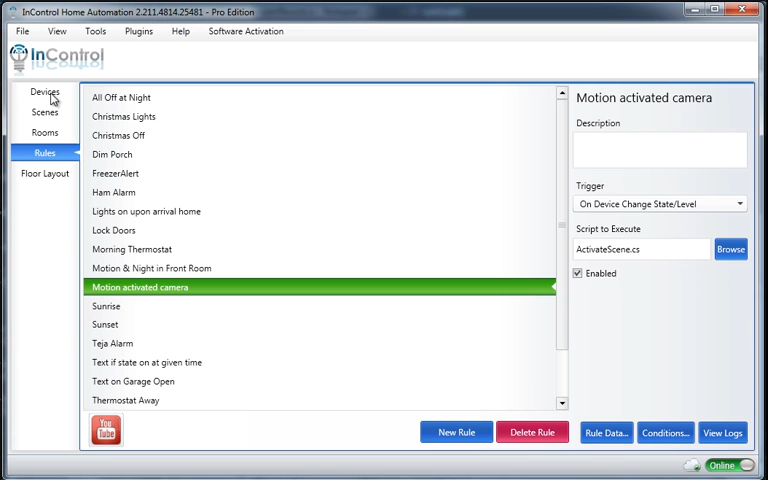 InControl Home Automation 2.211.4814.25481 - Pro Edition
File View Tools Plugins Help Software Activation
InControl
Devices
Scenes
Rooms
Rules
Floor Layout
All Off at Night
Christmas Lights
Christmas Off
Dim Porch
FreezerAlert
Ham Alarm
Lights on upon arrival home
Lock Doors
Morning Thermostat
Motion & Night in Front Room
Motion activated camera
Sunrise
Sunset
Teja Alarm
Text if state on at given time
Text on Garage Open
Thermostat Away
You Tube
New Rule Delete Rule
Motion activated camera
Description
Trigger
On Device Change State/Level
Script to Execute
ActivateScene.cs Browse
Enabled
Rule Data... Conditions... View Logs
Online